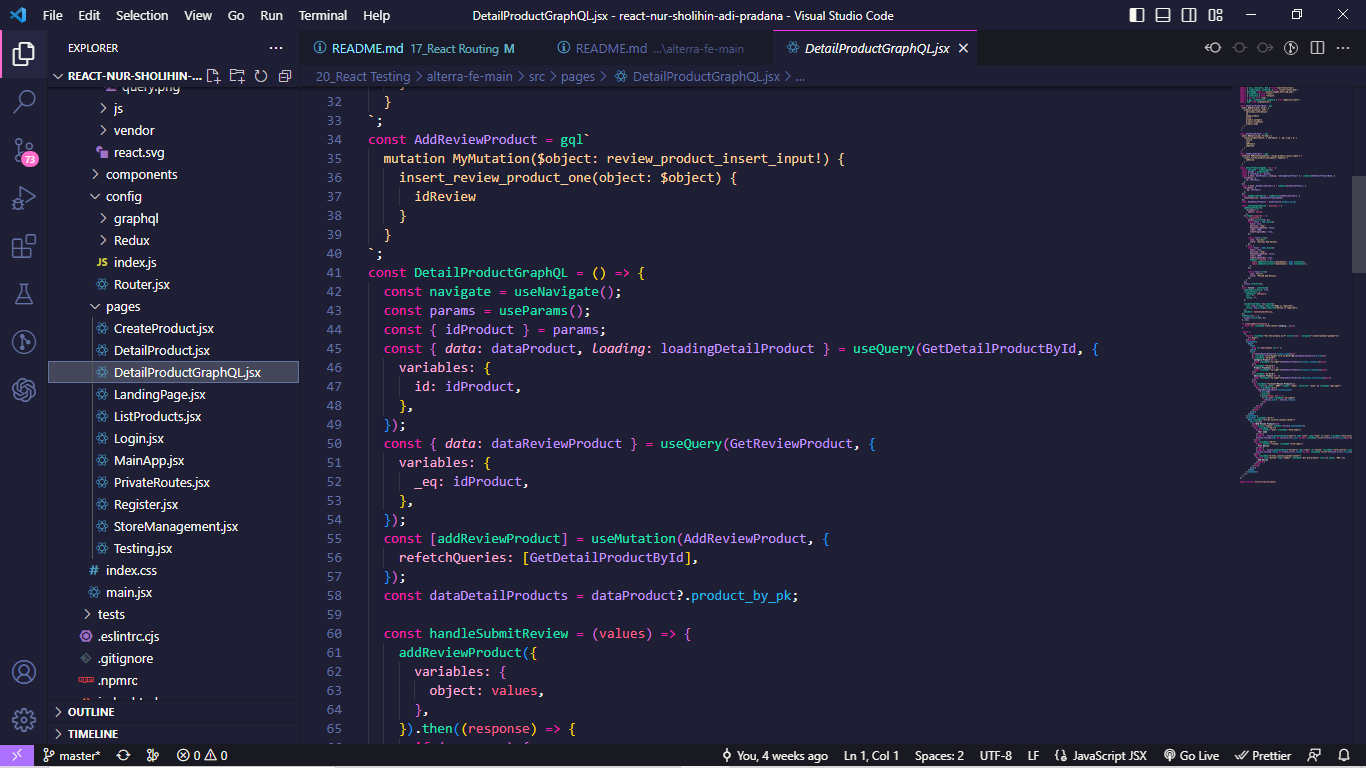 File Edit Selection View Go Run Terminal Help
DetailProductGraphQL.jsx - react-nur-sholihin-adi-pradana - Visual Studio Code
EXPLORER
REACT-NUR-SHOLIHIN-...
query.png
js
vendor
react.svg
components
config
graphql
Redux
JS index.js
Router.jsx
pages
CreateProduct.jsx
DetailProduct.jsx
DetailProductGraphQL.jsx
LandingPage.jsx
ListProducts.jsx
Login.jsx
MainApp.jsx
PrivateRoutes.jsx
Register.jsx
StoreManagement.jsx
Testing.jsx
# index.css
main.jsx
tests
.eslintrc.cjs
.gitignore
.npmrc
OUTLINE
TIMELINE
73
README.md 17_React Routing M
README.md ...\alterra-fe-main
DetailProductGraphQL.jsx
20_React Testing > alterra-fe-main > src > pages > DetailProductGraphQL.jsx > ...
32 }
33 `;
34 const AddReviewProduct = gql`
35 mutation MyMutation($object: review_product_insert_input!) {
36 insert_review_product_one(object: $object) {
37 idReview
38 }
39 }
40 `;
41 const DetailProductGraphQL = () => {
42 const navigate = useNavigate();
43 const params = useParams();
44 const { idProduct } = params;
45 const { data: dataProduct, loading: loadingDetailProduct } = useQuery(GetDetailProductById, {
46 variables: {
47 id: idProduct,
48 },
49 });
50 const { data: dataReviewProduct } = useQuery(GetReviewProduct, {
51 variables: {
52 _eq: idProduct,
53 },
54 });
55 const [addReviewProduct] = useMutation(AddReviewProduct, {
56 refetchQueries: [GetDetailProductById],
57 });
58 const dataDetailProducts = dataProduct?.product_by_pk;
59
60 const handleSubmitReview = (values) => {
61 addReviewProduct({
62 variables: {
63 object: values,
64 },
65 }).then((response) => {
master* 0 0
You, 4 weeks ago Ln 1, Col 1 Spaces: 2 UTF-8 LF {} JavaScript JSX Go Live Prettier